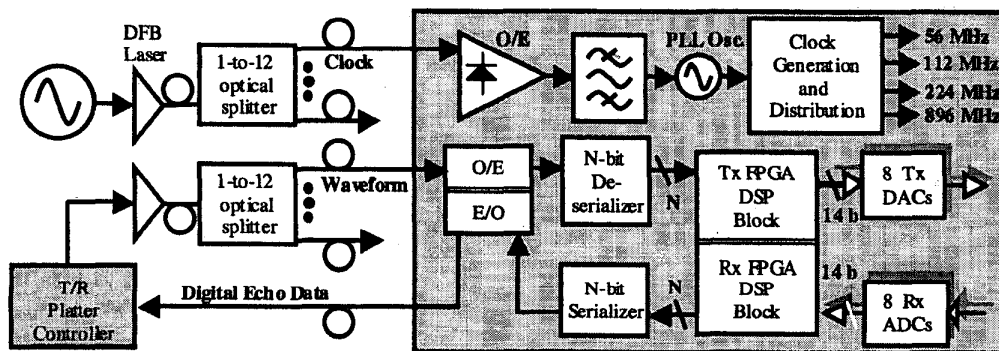 DFB
Laser
1-to-12
optical
splitter
Clock
O/E
PLL Osc.
Clock
Generation
and
Distribution
56 MHz
112 MHz
224 MHz
896 MHz
1-to-12
optical
splitter
Waveform
O/E
E/O
N-bit
De-
serializer
N
Tx FPGA
DSP
Block
14 b
8 Tx
DACs
T/R
Platter
Controller
Digital Echo Data
N-bit
Serializer
N
Rx FPGA
DSP
Block
14 b
8 Rx
ADCs